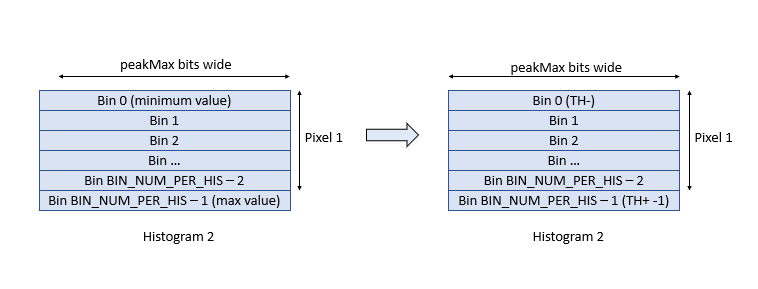 peakMax bits wide
Bin 0 (minimum value)
Bin 1
Bin 2
Bin ...
Bin BIN_NUM_PER_HIS – 2
Bin BIN_NUM_PER_HIS – 1 (max value)
Pixel 1
Histogram 2
peakMax bits wide
Bin 0 (TH-)
Bin 1
Bin 2
Bin ...
Bin BIN_NUM_PER_HIS – 2
Bin BIN_NUM_PER_HIS – 1 (TH+ -1)
Pixel 1
Histogram 2